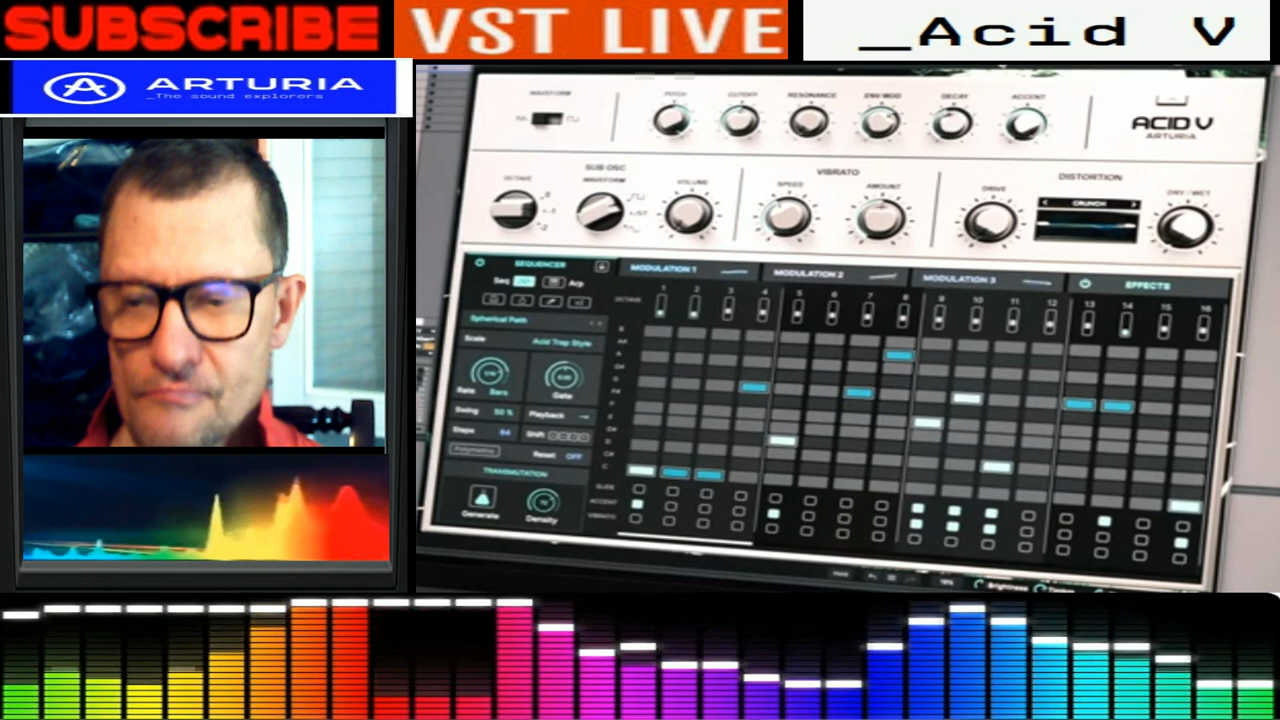 SUBSCRIBE
VST LIVE
_Acid V
ARTURIA
_The sound explorers
WAVEFORM
PITCH
CUTOFF
RESONANCE
ENV MOD
DECAY
ACCENT
ACID V
ARTURIA
SUB OSC
OCTAVE
WAVEFORM
VOLUME
VIBRATO
SPEED
AMOUNT
DISTORTION
DRIVE
CRUNCH
DRY / WET
SEQUENCER
MODULATION 1
MODULATION 2
MODULATION 3
EFFECTS
Seq
Arp
OCTAVE
1 2 3 4 5 6 7 8 9 10 11 12 13 14 15 16
Spherical Path
Scale
Acid Trap Style
Rate
Bars
Gate
Swing
50 %
Playback
Steps
64
Shift
Polymetric
Reset
OFF
TRANSMUTATION
Generate
Density
SLIDE
ACCENT
VIBRATO
Brightness